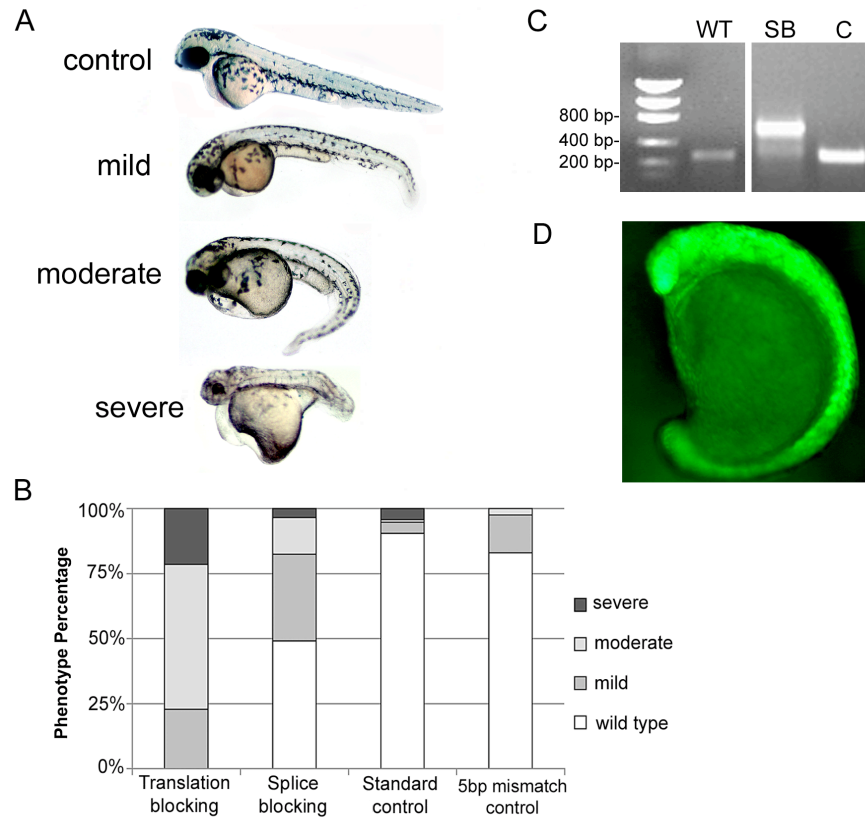 A
control
mild
moderate
severe
C
WT
SB
C
800 bp-
400 bp-
200 bp-
D
B
Phenotype Percentage
100%
75%
50%
25%
0%
Translation
blocking
Splice
blocking
Standard
control
5bp mismatch
control
severe
moderate
mild
wild type